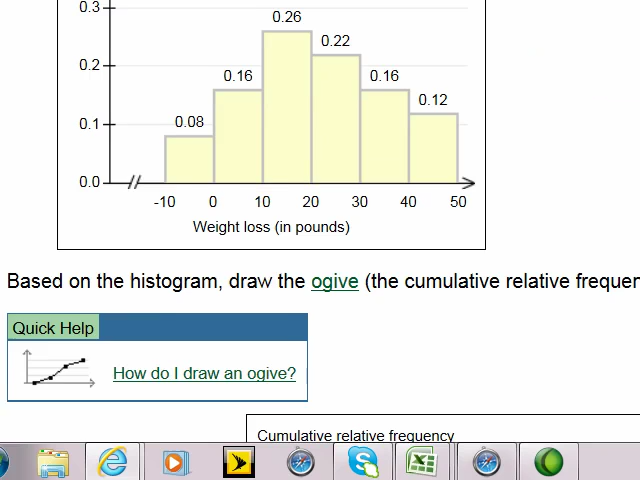 0.3
0.26
0.22
0.2
0.16
0.16
0.12
0.1
0.08
0.0
-10 0 10 20 30 40 50
Weight loss (in pounds)
Based on the histogram, draw the ogive (the cumulative relative frequen
Quick Help
How do I draw an ogive?
Cumulative relative frequency